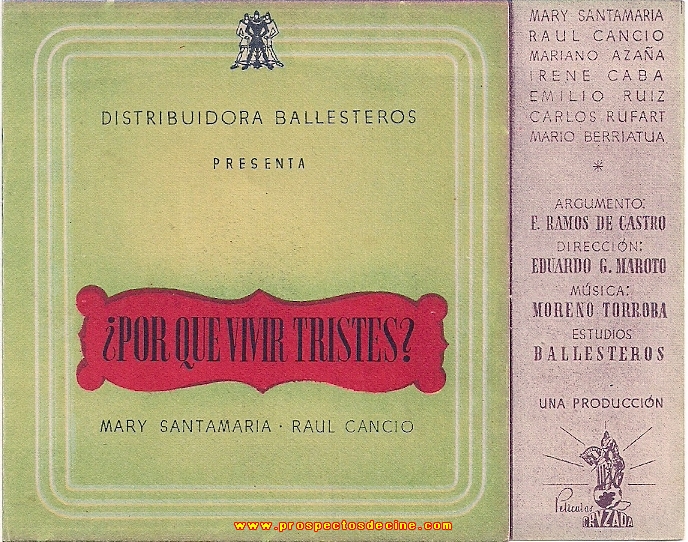 DISTRIBUIDORA BALLESTEROS
PRESENTA
¿POR QUE VIVIR TRISTES?
MARY SANTAMARIA · RAUL CANCIO
MARY SANTAMARIA
RAUL CANCIO
MARIANO AZAÑA
IRENE CABA
EMILIO RUIZ
CARLOS RUFART
MARIO BERRIATUA
*
ARGUMENTO:
E. RAMOS DE CASTRO
DIRECCIÓN:
EDUARDO G. MAROTO
MÚSICA:
MORENO TORROBA
ESTUDIOS
BALLESTEROS
UNA PRODUCCIÓN
Películas
CRVZADA
www.prospectosdecine.com